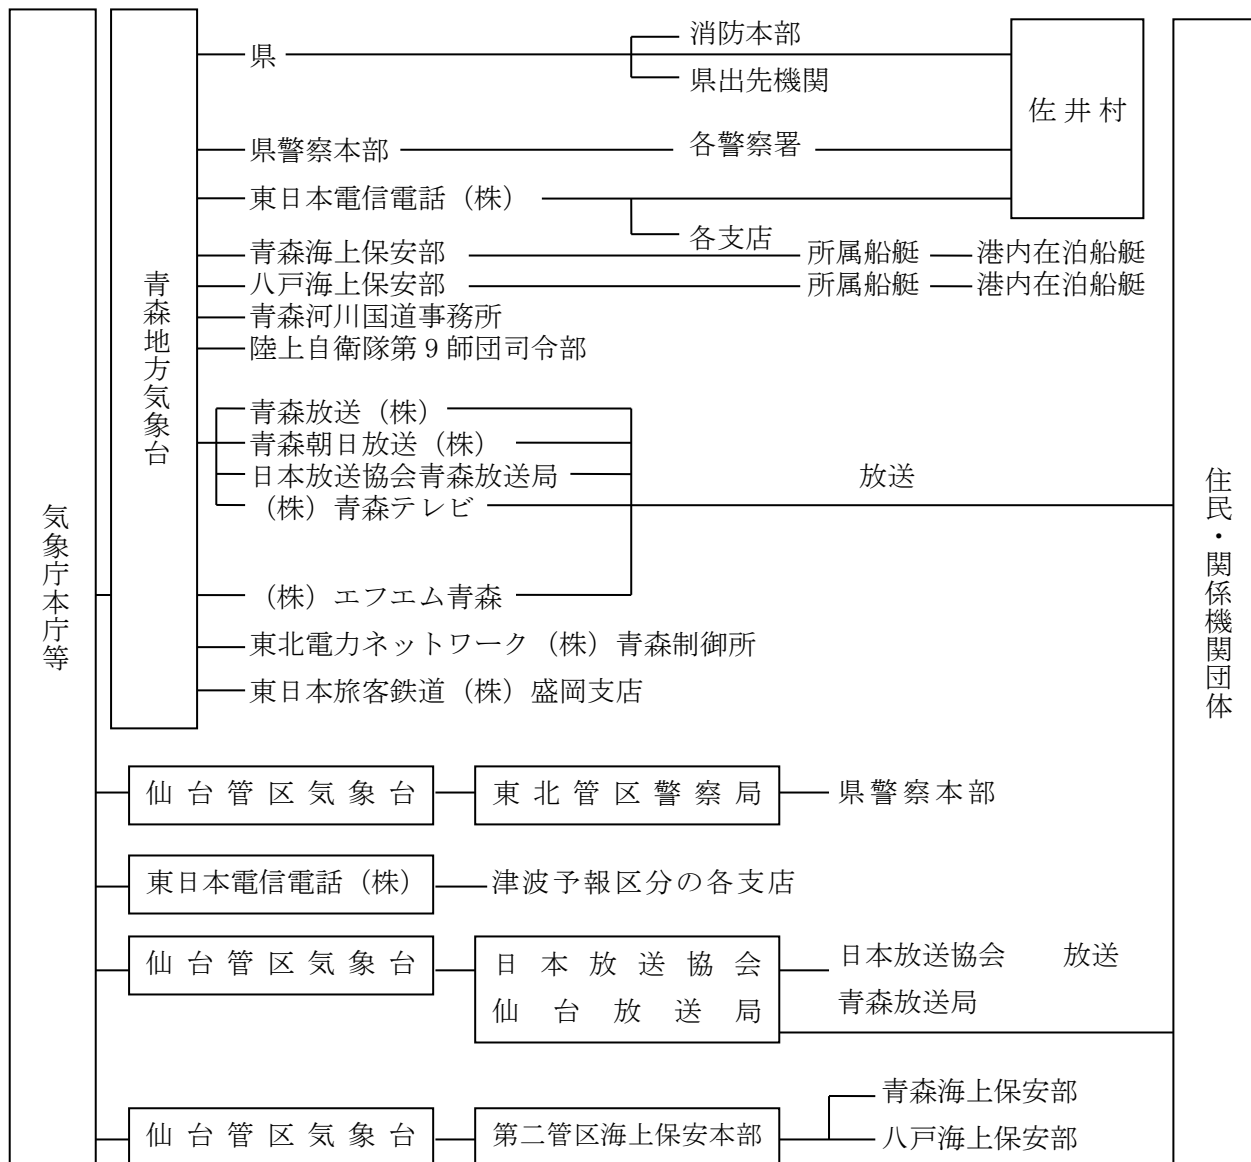 気象庁本庁等
青森地方気象台
県
消防本部
県出先機関
佐井村
県警察本部
各警察署
東日本電信電話（株）
各支店
青森海上保安部
所属船艇
港内在泊船艇
八戸海上保安部
所属船艇
港内在泊船艇
青森河川国道事務所
陸上自衛隊第９師団司令部
青森放送（株）
青森朝日放送（株）
日本放送協会青森放送局
（株）青森テレビ
放送
（株）エフエム青森
東北電力ネットワーク（株）青森制御所
東日本旅客鉄道（株）盛岡支店
住民・関係機関団体
仙台管区気象台
東北管区警察局
県警察本部
東日本電信電話（株）
津波予報区分の各支店
仙台管区気象台
日本放送協会
仙台放送局
日本放送協会
青森放送局
放送
仙台管区気象台
第二管区海上保安本部
青森海上保安部
八戸海上保安部